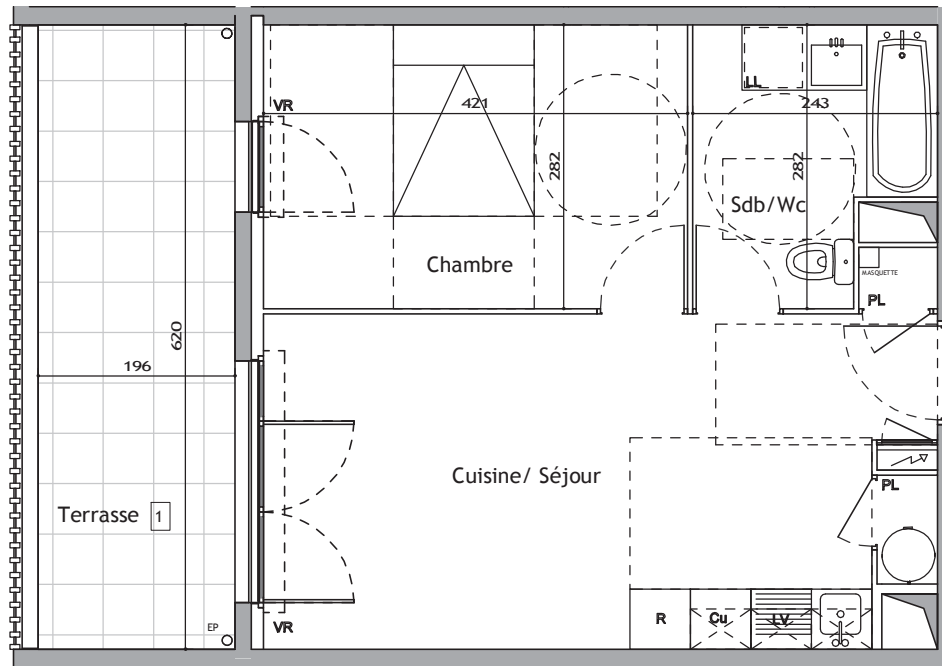 LL
VR
421
243
282
282
Sdb/Wc
Chambre
MASQUETTE
PL
620
196
Cuisine/ Séjour
PL
Terrasse 1
EP
VR
R
Cu
LV